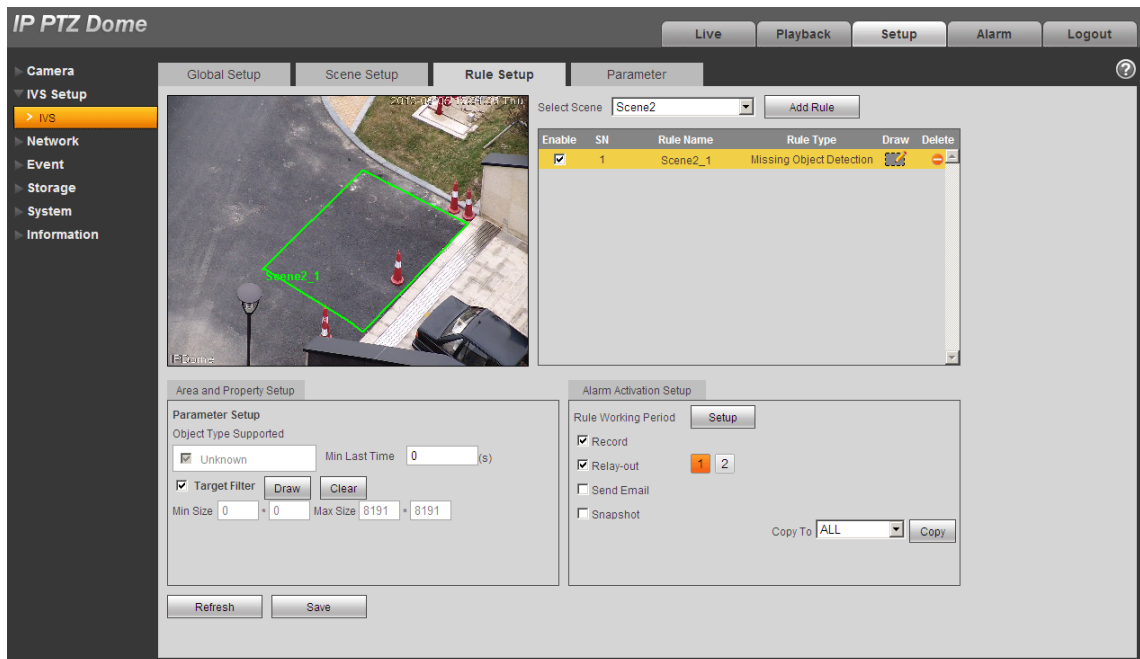 IP PTZ Dome
Live Playback Setup Alarm Logout
Camera
IVS Setup
> IVS
Network
Event
Storage
System
Information
Global Setup Scene Setup Rule Setup Parameter
?
Thu
Scene2_1
IPDome
Select Scene Scene2 Add Rule
Enable SN Rule Name Rule Type Draw Delete
1 Scene2_1 Missing Object Detection
Area and Property Setup
Parameter Setup
Object Type Supported
Unknown Min Last Time 0 (s)
Target Filter Draw Clear
Min Size 0 * 0 Max Size 8191 * 8191
Alarm Activation Setup
Rule Working Period Setup
Record
Relay-out 1 2
Send Email
Snapshot
Copy To ALL Copy
Refresh Save